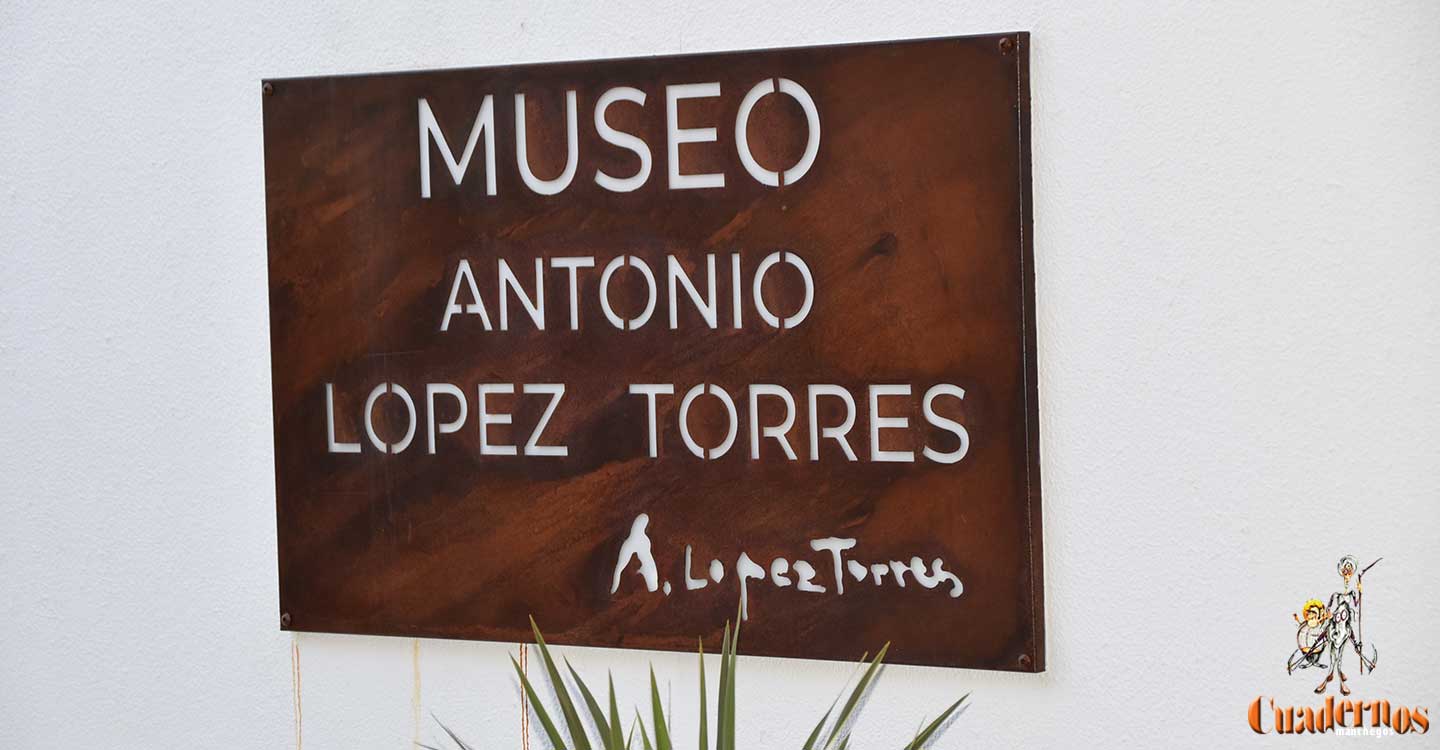 MUSEO
ANTONIO
LOPEZ TORRES
A. Lopez Torres
Cuadernos
manchegos